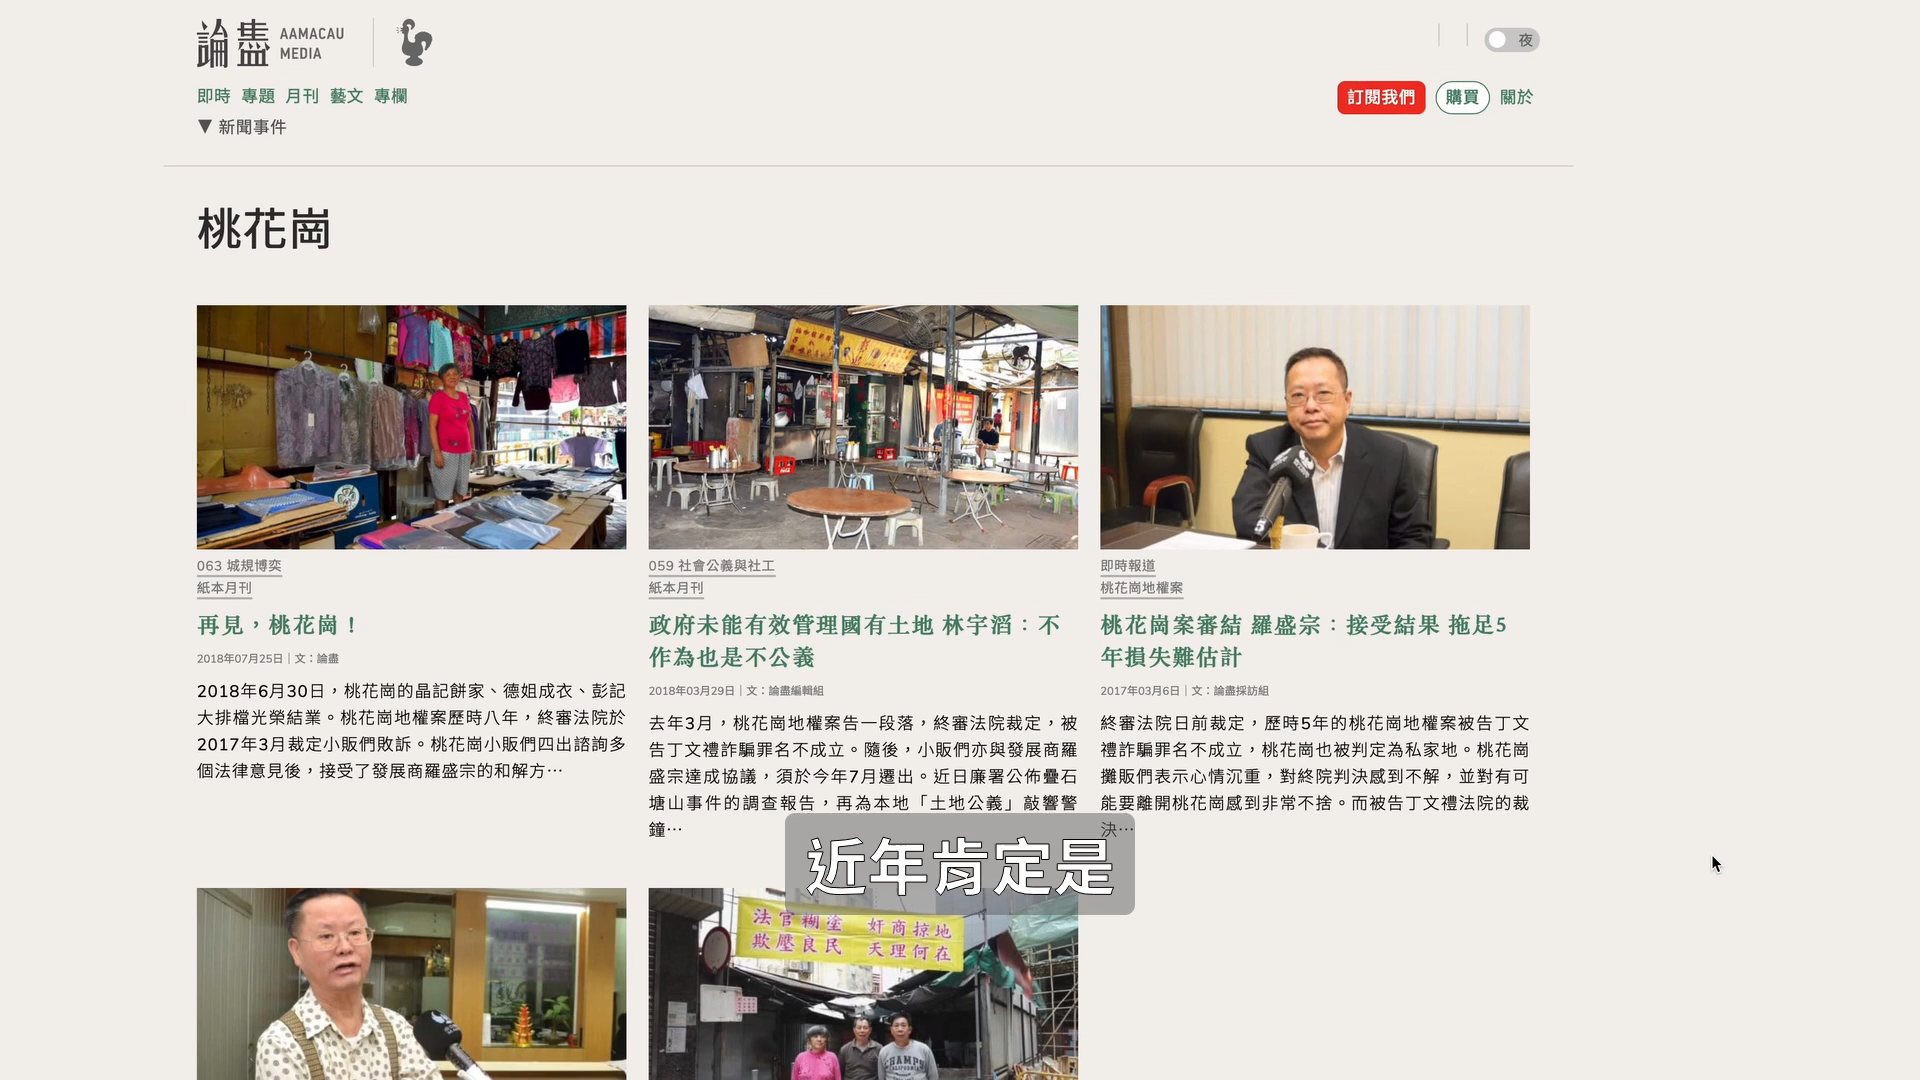 論盡 AAMACAU MEDIA
夜
即時 專題 月刊 藝文 專欄
訂閱我們 購買 關於
▼ 新聞事件
桃花崗
063 城規博奕
紙本月刊
再見，桃花崗！
2018年07月25日｜文：論盡
2018年6月30日，桃花崗的晶記餅家、德姐成衣、彭記
大排檔光榮結業。桃花崗地權案歷時八年，終審法院於
2017年3月裁定小販們敗訴。桃花崗小販們四出諮詢多
個法律意見後，接受了發展商羅盛宗的和解方…
059 社會公義與社工
紙本月刊
政府未能有效管理國有土地 林宇滔：不
作為也是不公義
2018年03月29日｜文：論盡編輯組
去年3月，桃花崗地權案告一段落，終審法院裁定，被
告丁文禮詐騙罪名不成立。隨後，小販們亦與發展商羅
盛宗達成協議，須於今年7月遷出。近日廉署公佈疊石
塘山事件的調查報告，再為本地「土地公義」敲響警
鐘…
即時報道
桃花崗地權案
桃花崗案審結 羅盛宗：接受結果 拖足5
年損失難估計
2017年03月6日｜文：論盡採訪組
終審法院日前裁定，歷時5年的桃花崗地權案被告丁文
禮詐騙罪名不成立，桃花崗也被判定為私家地。桃花崗
攤販們表示心情沉重，對終院判決感到不解，並對有可
能要離開桃花崗感到非常不捨。而被告丁文禮法院的裁
決…
近年肯定是
法官糊塗 奸商掠地
欺壓良民 天理何在